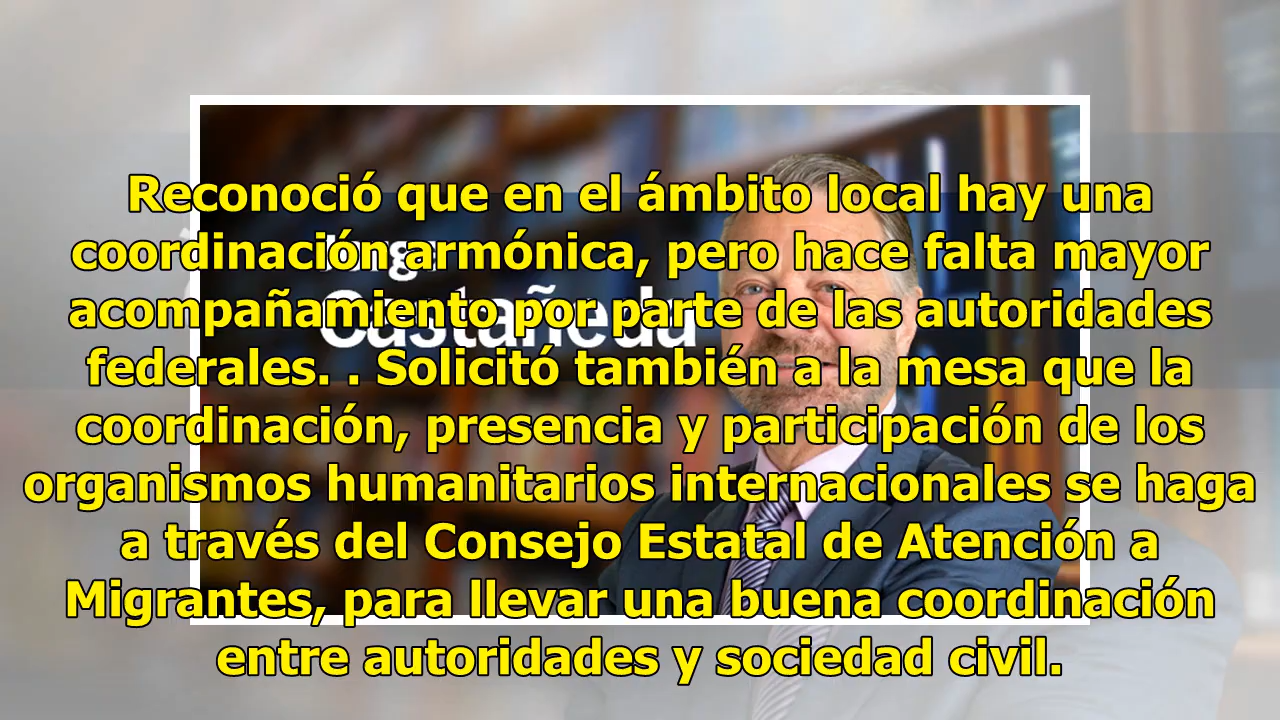 Reconoció que en el ámbito local hay una
coordinación armónica, pero hace falta mayor
acompañamiento por parte de las autoridades
federales. . Solicitó también a la mesa que la
coordinación, presencia y participación de los
organismos humanitarios internacionales se haga
a través del Consejo Estatal de Atención a
Migrantes, para llevar una buena coordinación
entre autoridades y sociedad civil.
Castañeda